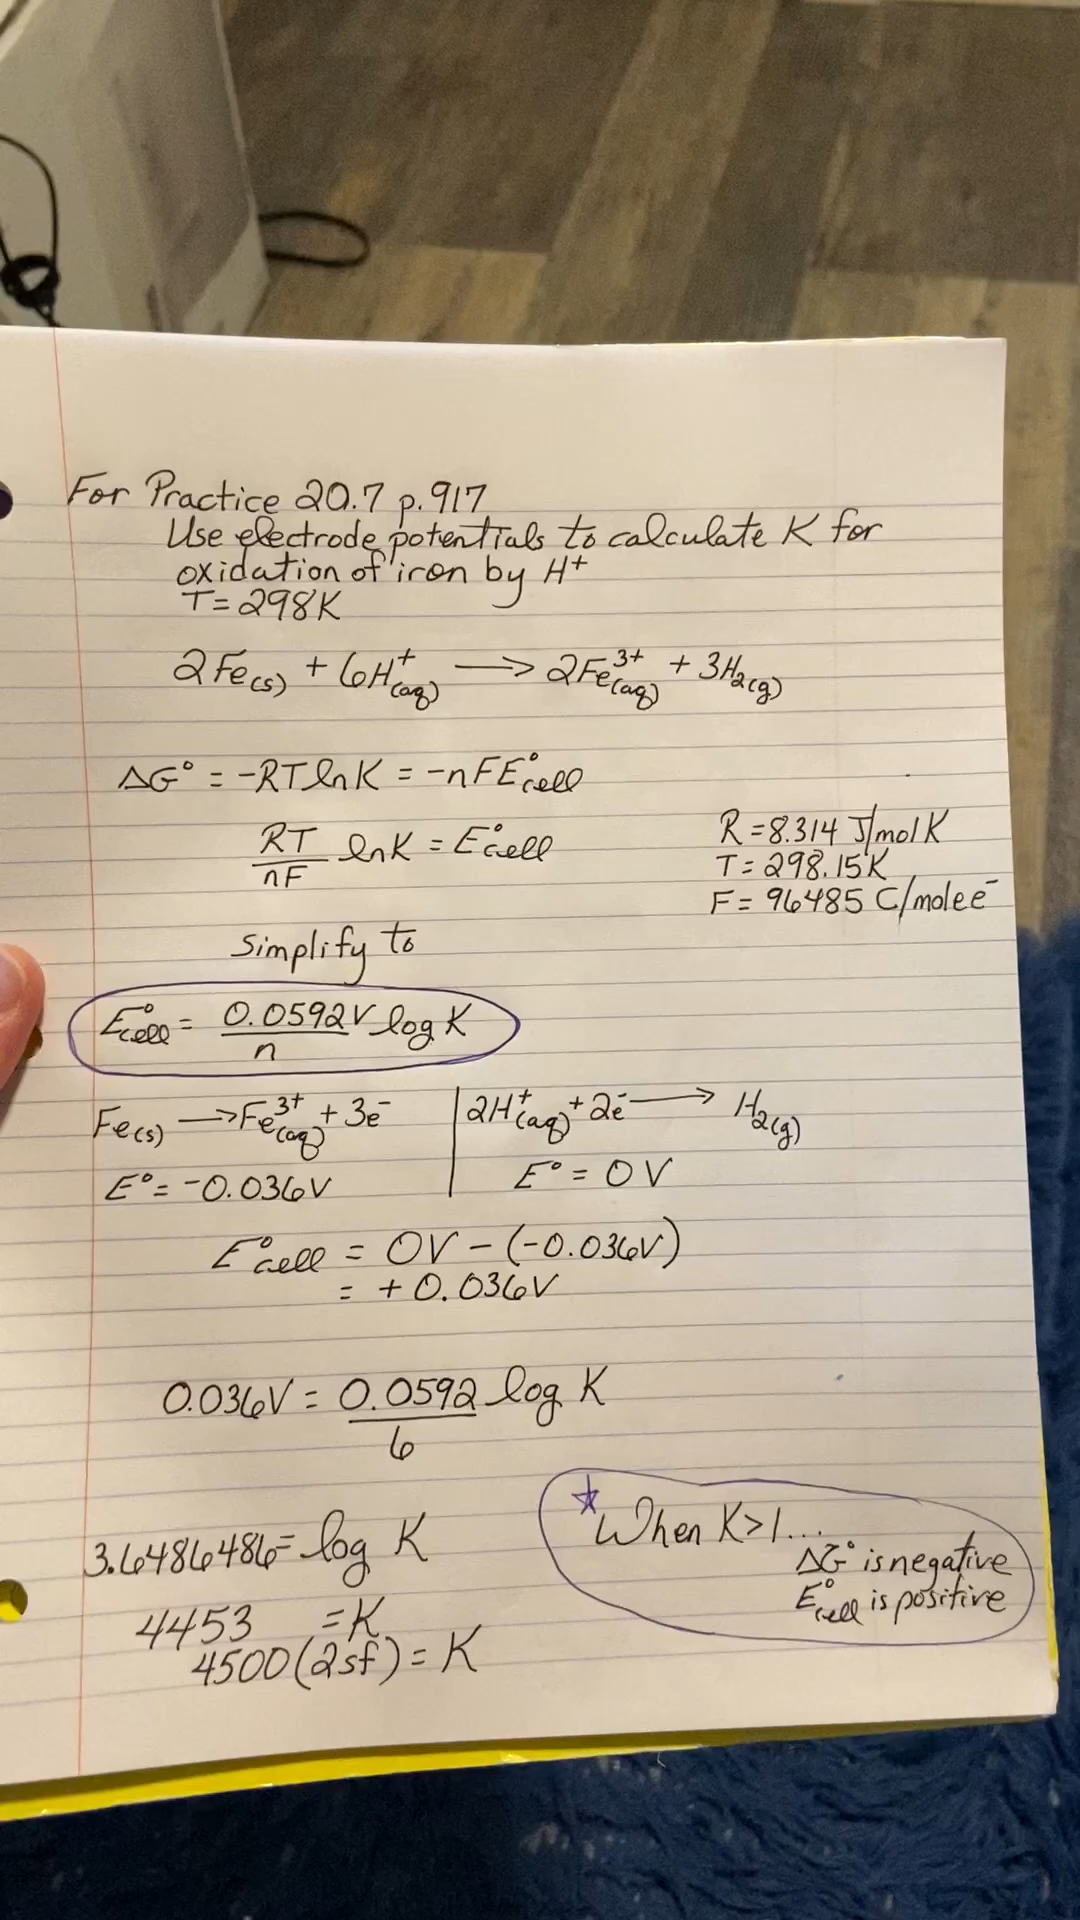 For Practice 20.7 p.917
Use electrode potentials to calculate K for
oxidation of iron by H⁺
T = 298K
2Fe(s) + 6H⁺(aq) ⟶ 2Fe³⁺(aq) + 3H₂(g)
ΔG° = -RT ln K = -nFE°cell
RT/nF ln K = E°cell
R = 8.314 J/mol K
T = 298.15K
F = 96485 C/mole e⁻
Simplify to
E°cell = 0.0592V/n log K
Fe(s) ⟶ Fe³⁺(aq) + 3e⁻ | 2H⁺(aq) + 2e⁻ ⟶ H₂(g)
E° = -0.036V | E° = 0V
E°cell = 0V - (-0.036V)
= +0.036V
0.036V = 0.0592/6 log K
3.6486486 = log K
4453 = K
4500 (2sf) = K
☆ When K>1...
ΔG° is negative
E°cell is positive